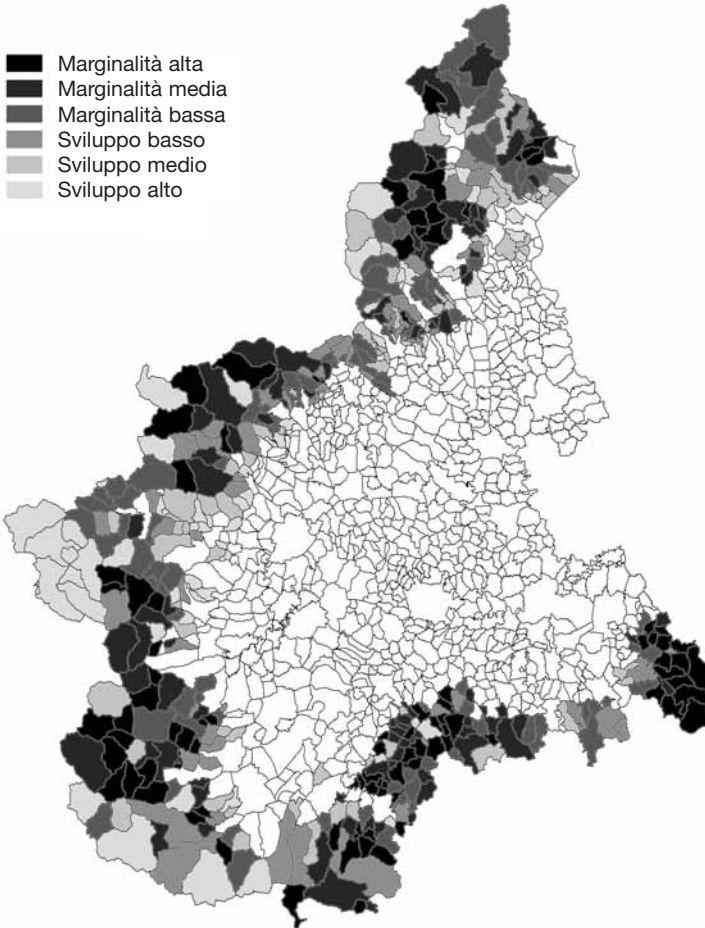 Marginalità alta
Marginalità media
Marginalità bassa
Sviluppo basso
Sviluppo medio
Sviluppo alto